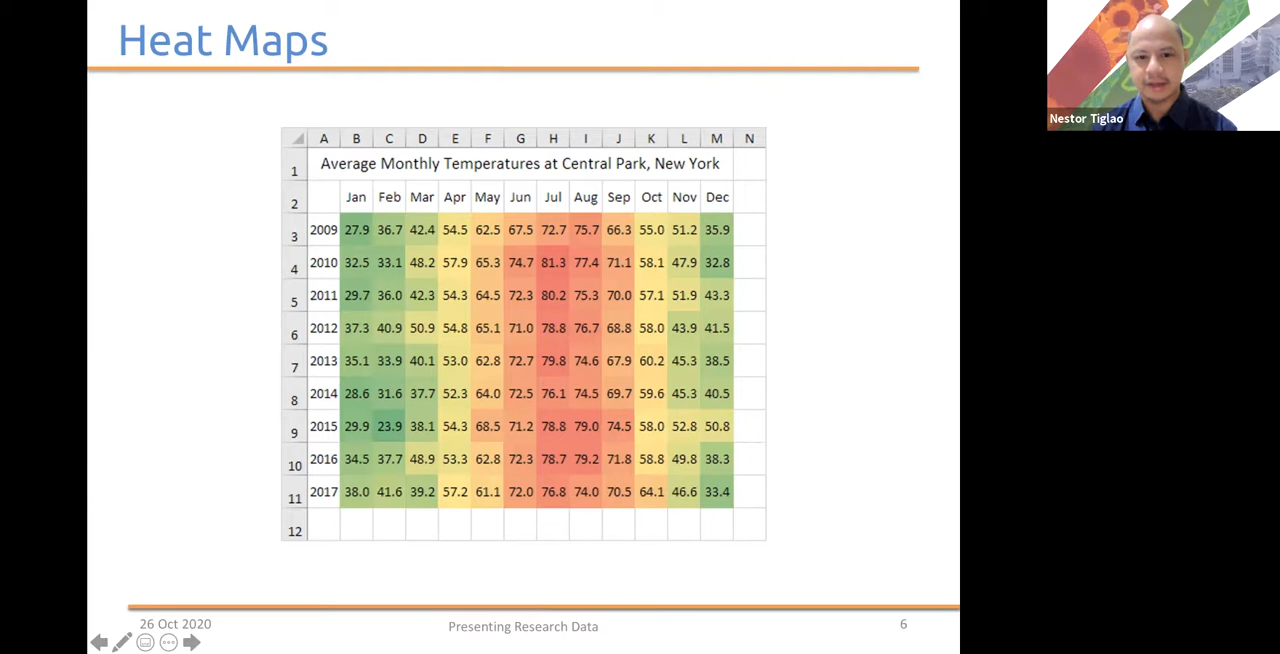 Heat Maps
Nestor Tiglao
A B C D E F G H I J K L M N
1 Average Monthly Temperatures at Central Park, New York
2 Jan Feb Mar Apr May Jun Jul Aug Sep Oct Nov Dec
3 2009 27.9 36.7 42.4 54.5 62.5 67.5 72.7 75.7 66.3 55.0 51.2 35.9
4 2010 32.5 33.1 48.2 57.9 65.3 74.7 81.3 77.4 71.1 58.1 47.9 32.8
5 2011 29.7 36.0 42.3 54.3 64.5 72.3 80.2 75.3 70.0 57.1 51.9 43.3
6 2012 37.3 40.9 50.9 54.8 65.1 71.0 78.8 76.7 68.8 58.0 43.9 41.5
7 2013 35.1 33.9 40.1 53.0 62.8 72.7 79.8 74.6 67.9 60.2 45.3 38.5
8 2014 28.6 31.6 37.7 52.3 64.0 72.5 76.1 74.5 69.7 59.6 45.3 40.5
9 2015 29.9 23.9 38.1 54.3 68.5 71.2 78.8 79.0 74.5 58.0 52.8 50.8
10 2016 34.5 37.7 48.9 53.3 62.8 72.3 78.7 79.2 71.8 58.8 49.8 38.3
11 2017 38.0 41.6 39.2 57.2 61.1 72.0 76.8 74.0 70.5 64.1 46.6 33.4
12
26 Oct 2020 Presenting Research Data 6